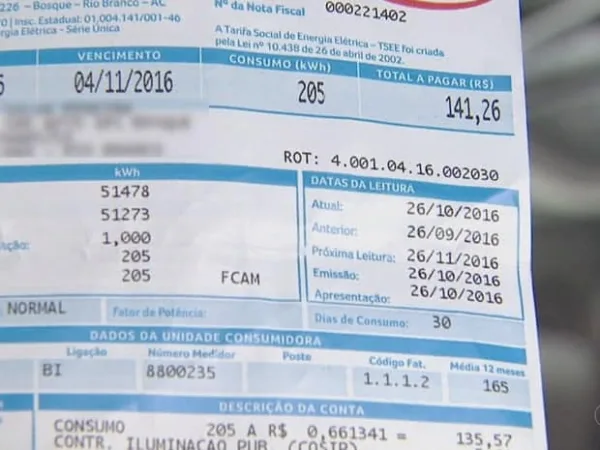 226 - Bosque - Rio Branco - AC
Nº da Nota Fiscal 000221402
| Insc. Estadual: 01.004.141/001-46
rgia Elétrica - Série Única
A Tarifa Social de Energia Elétrica - TSEE foi criada
pela Lei nº 10.438 de 26 de abril de 2002.
VENCIMENTO
04/11/2016
CONSUMO (kWh)
205
TOTAL A PAGAR (R$)
141,26
ROT: 4.001.04.16.002030
kWh
51478
51273
1,000
205
205 FCAM
DATAS DA LEITURA
Atual: 26/10/2016
Anterior: 26/09/2016
Próxima Leitura: 26/11/2016
Emissão: 26/10/2016
Apresentação: 26/10/2016
NORMAL
Fator de Potência:
Dias de Consumo: 30
DADOS DA UNIDADE CONSUMIDORA
Ligação
BI
Número Medidor
8800235
Poste
Código Fat.
1.1.1.2
Média 12 meses
165
DESCRIÇÃO DA CONTA
CONSUMO 205 A R$ 0,661341 = 135,57
CONTR. ILUMINACAO PUB. (COSIP)